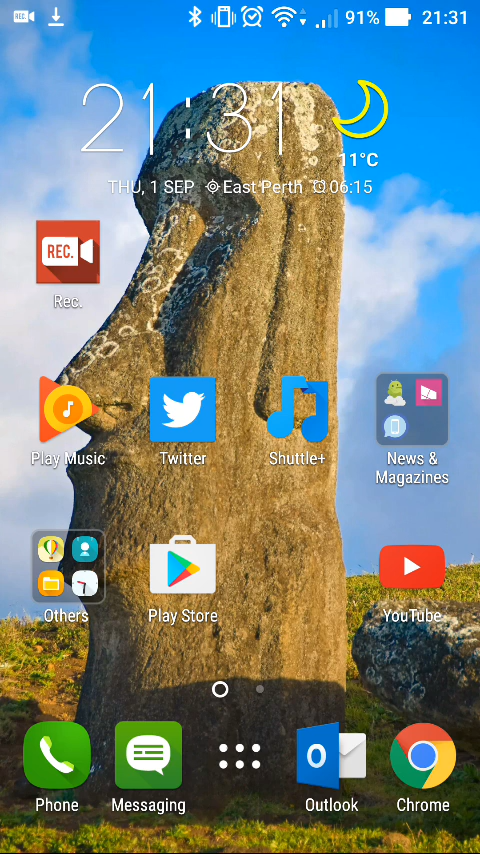 REC. 91% 21:31
21:31
11°C
THU, 1 SEP East Perth 06:15
REC.
Rec.
Play Music Twitter Shuttle+ News & Magazines
Others Play Store YouTube
Phone Messaging Outlook Chrome